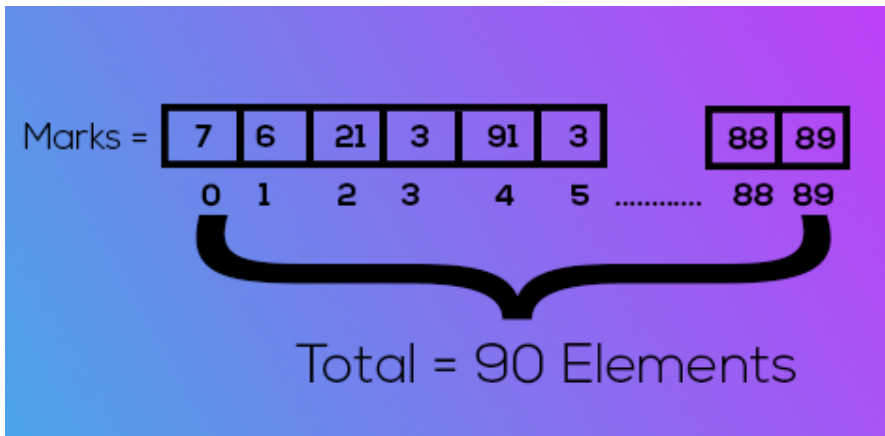 Marks = 7 6 21 3 91 3 88 89
0 1 2 3 4 5 ............ 88 89
Total = 90 Elements